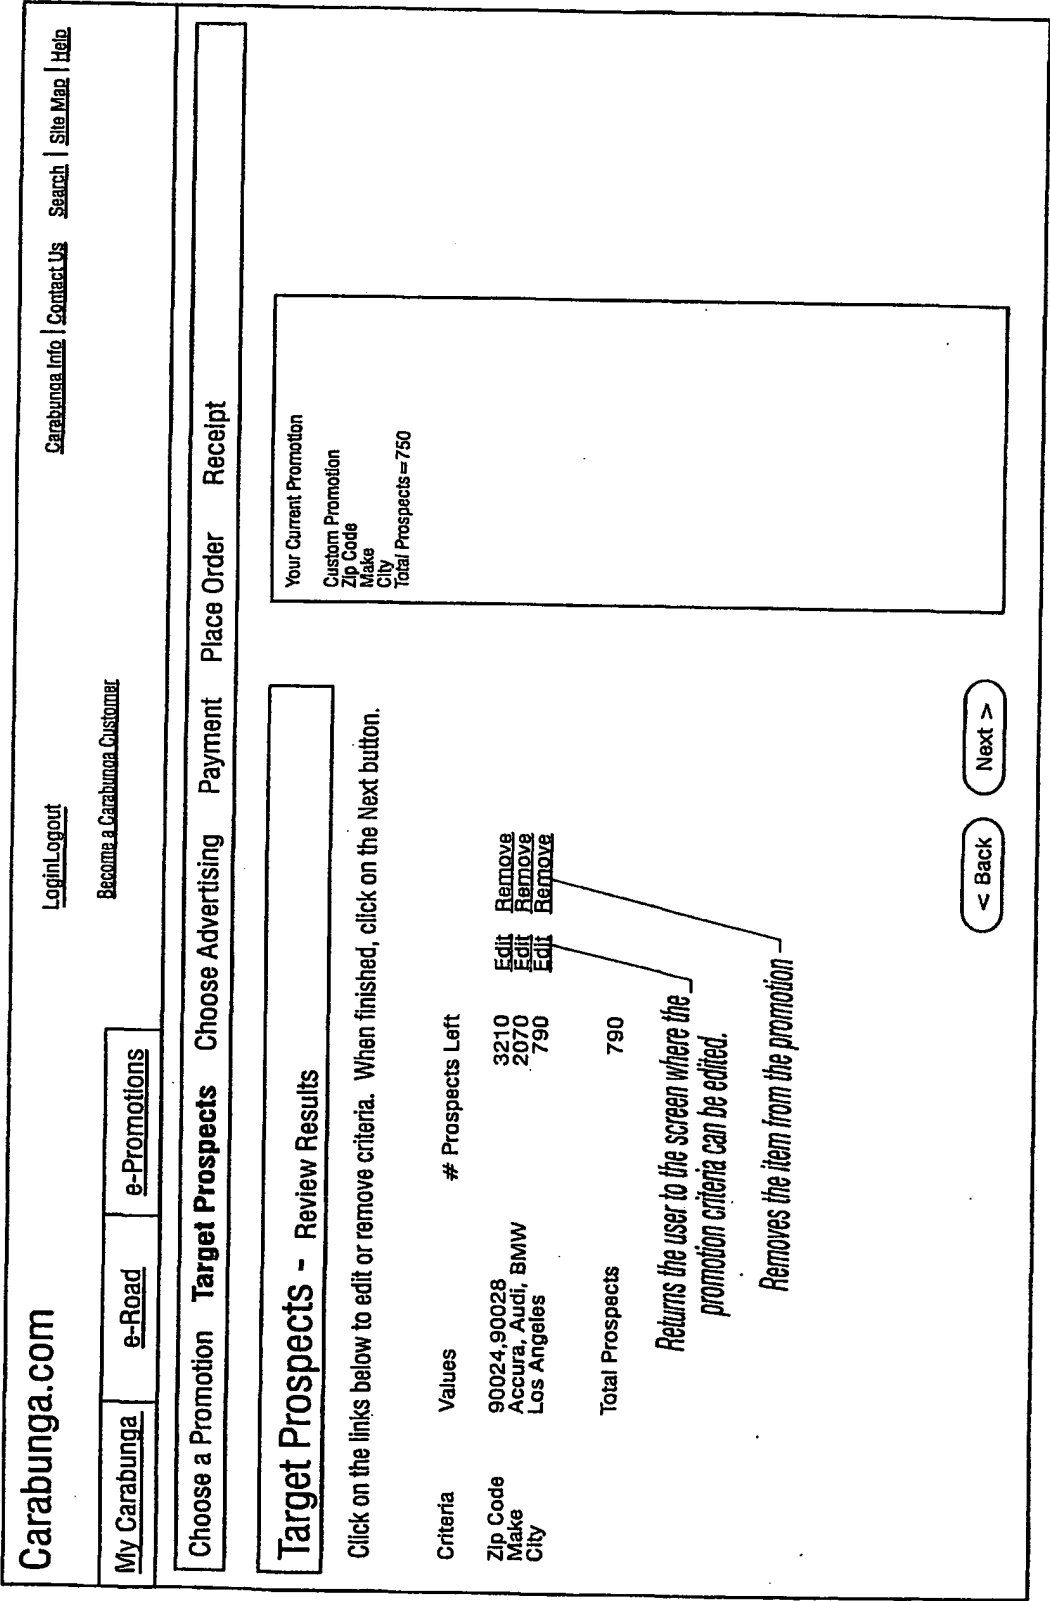 Carabunga.com
LoginLogout
Carabunga Info | Contact Us Search | Site Map | Help
Become a Carabunga Customer
My Carabunga e-Road e-Promotions
Choose a Promotion Target Prospects Choose Advertising Payment Place Order Receipt
Target Prospects - Review Results
Click on the links below to edit or remove criteria. When finished, click on the Next button.
Criteria Values # Prospects Left
Zip Code 90024,90028 3210 Edit Remove
Make Accura, Audi, BMW 2070 Edit Remove
City Los Angeles 790 Edit Remove
Total Prospects 790
Returns the user to the screen where the
promotion criteria can be edited.
Removes the item from the promotion
Your Current Promotion
Custom Promotion
Zip Code
Make
City
Total Prospects=750
< Back Next >